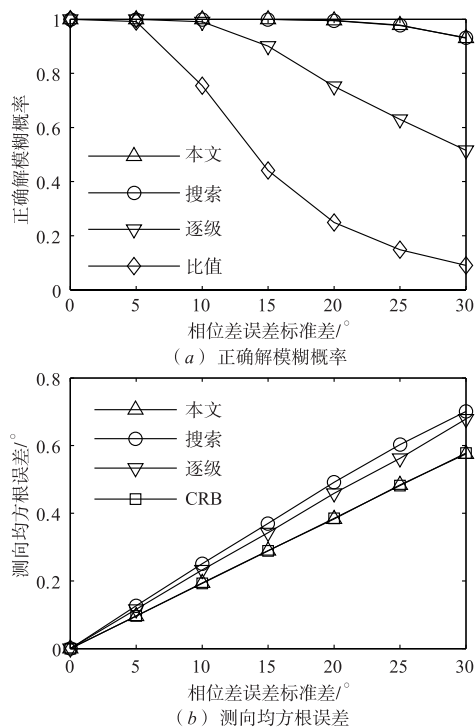 1
0.8
0.6
0.4
0.2
0
正确解模糊概率
本文
搜索
逐级
比值
0 5 10 15 20 25 30
相位差误差标准差/°
(a) 正确解模糊概率
0.8
0.6
0.4
0.2
0
测向均方根误差/°
本文
搜索
逐级
CRB
0 5 10 15 20 25 30
相位差误差标准差/°
(b) 测向均方根误差